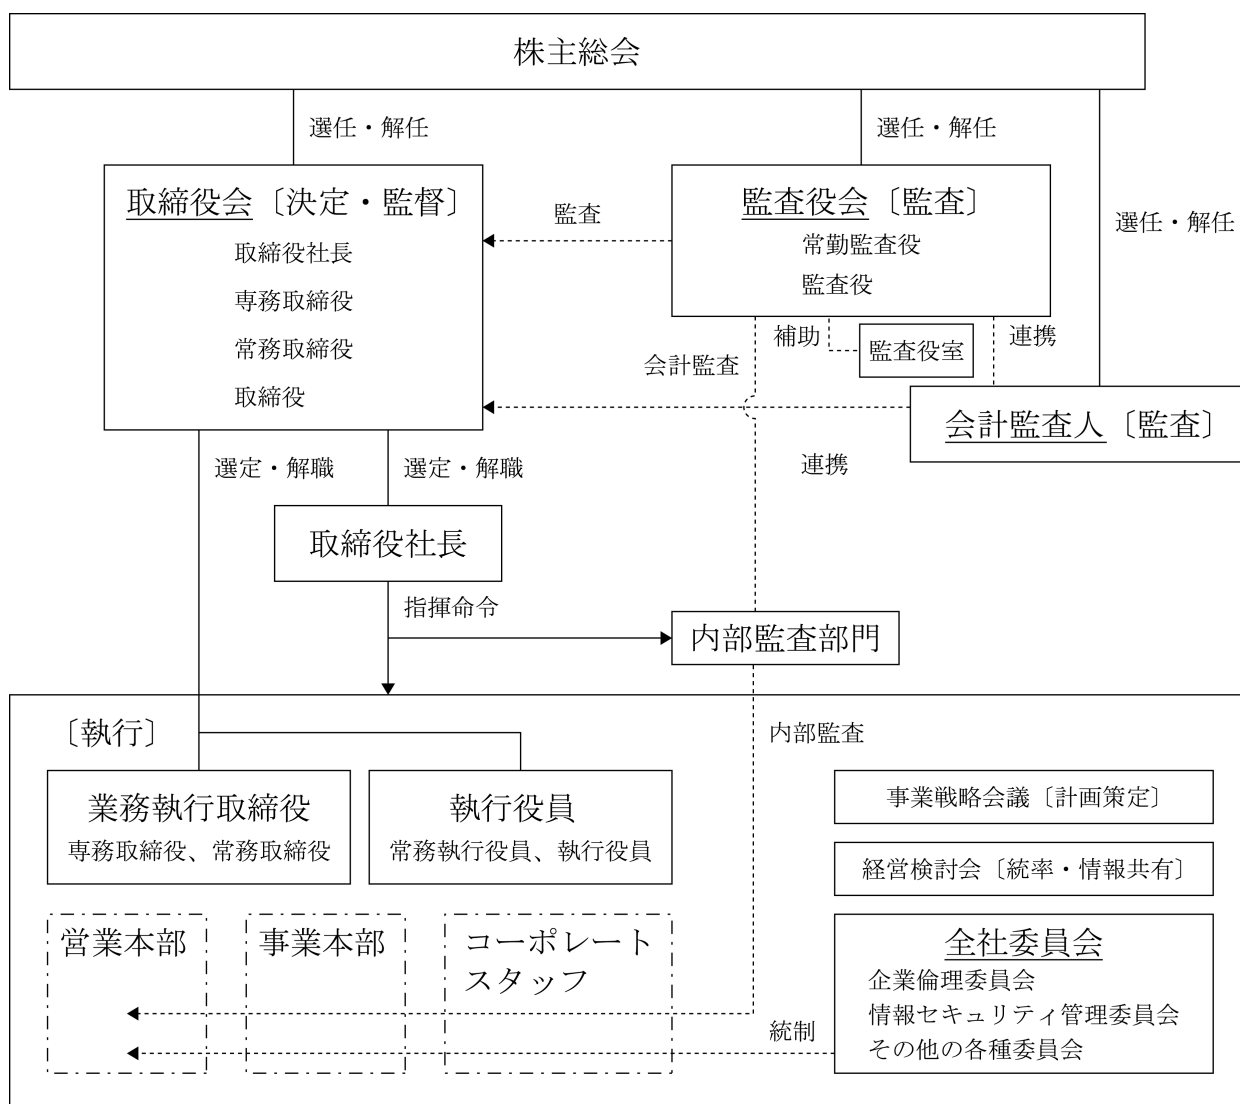 株主総会
選任・解任
選任・解任
選任・解任
取締役会〔決定・監督〕
取締役社長
専務取締役
常務取締役
取締役
監査
監査役会〔監査〕
常勤監査役
監査役
補助
監査役室
連携
会計監査
会計監査人〔監査〕
連携
選定・解職
選定・解職
取締役社長
指揮命令
内部監査部門
〔執行〕
内部監査
業務執行取締役
専務取締役、常務取締役
執行役員
常務執行役員、執行役員
事業戦略会議〔計画策定〕
経営検討会〔統率・情報共有〕
営業本部
事業本部
コーポレート
スタッフ
全社委員会
企業倫理委員会
情報セキュリティ管理委員会
その他の各種委員会
統制